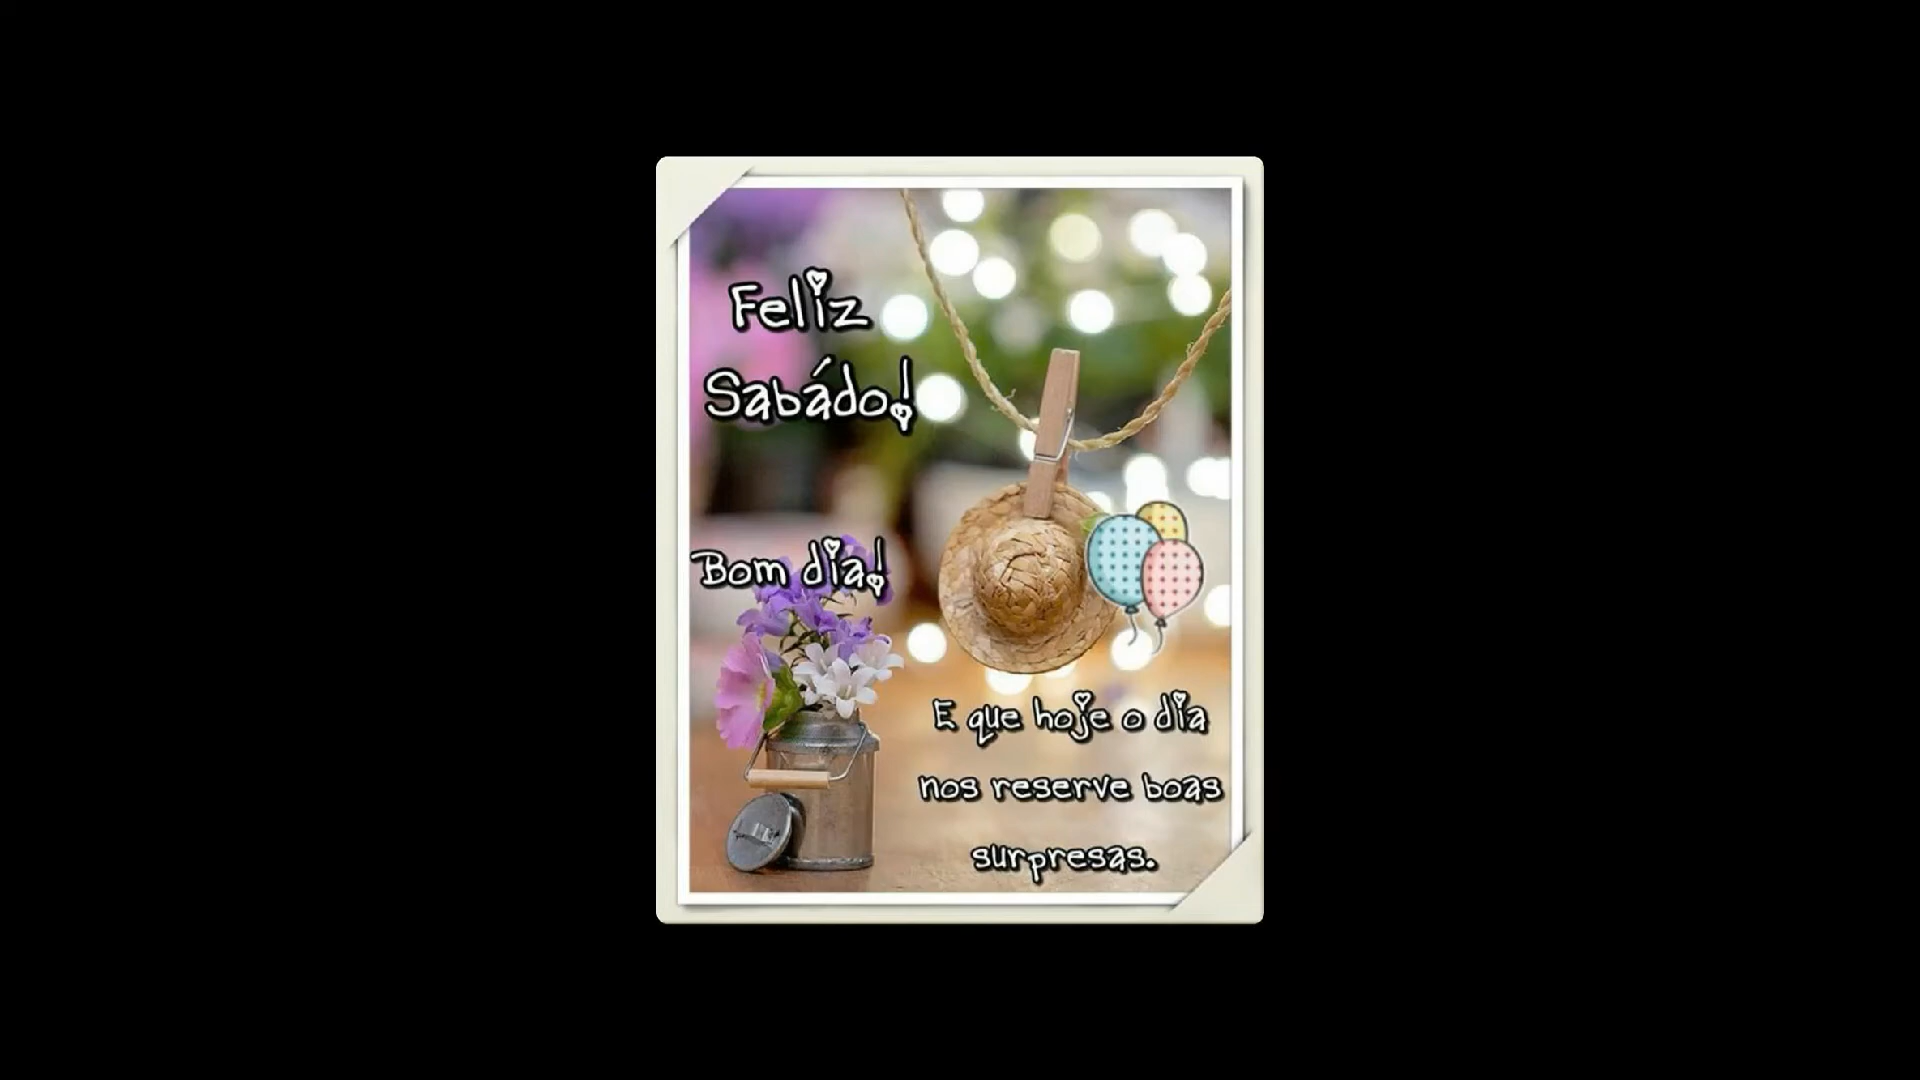 Feliz
Sabádo!
Bom dia!
E que hoje o dia
nos reserve boas
surpresas.